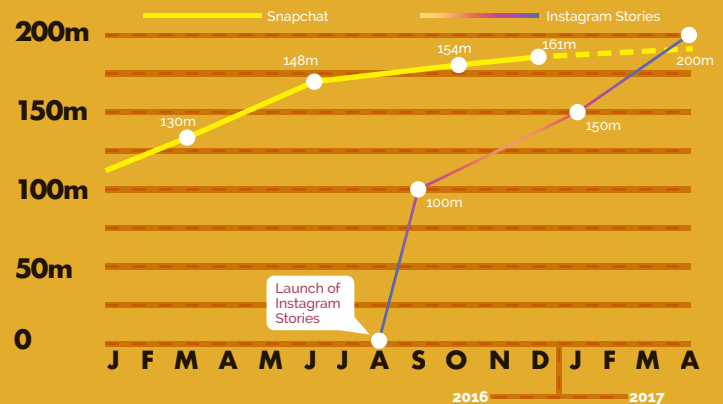 Snapchat
Instagram Stories
200m
154m
161m
148m
200m
150m
130m
150m
100m
100m
50m
Launch of
Instagram
Stories
0
J F M A M J J A S O N D J F M A
2016 2017